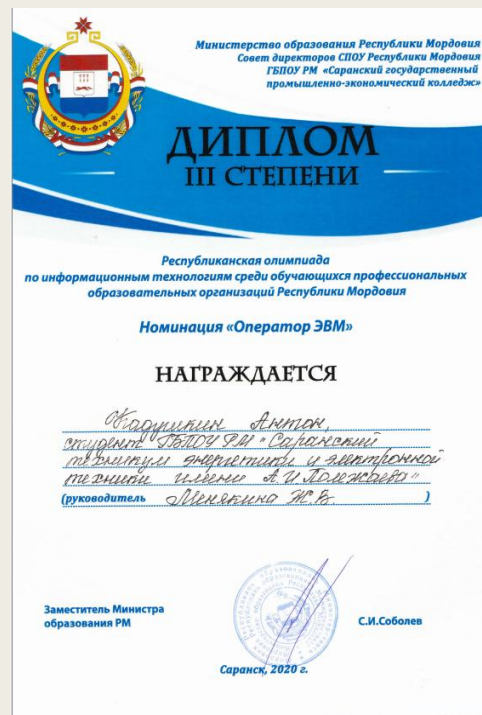 Министерство образования Республики Мордовия
Совет директоров СПОУ Республики Мордовия
ГБПОУ РМ «Саранский государственный
промышленно-экономический колледж»
ДИПЛОМ
III СТЕПЕНИ
Республиканская олимпиада
по информационным технологиям среди обучающихся профессиональных
образовательных организаций Республики Мордовия
Номинация «Оператор ЭВМ»
НАГРАЖДАЕТСЯ
Антон,
студент ГБПОУ РМ "Саранский
техникум энергетики и электронной
техники имени А.И. Полежаева"
(руководитель Менякина Ж.В. )
Заместитель Министра
образования РМ
С.И.Соболев
Саранск, 2020 г.